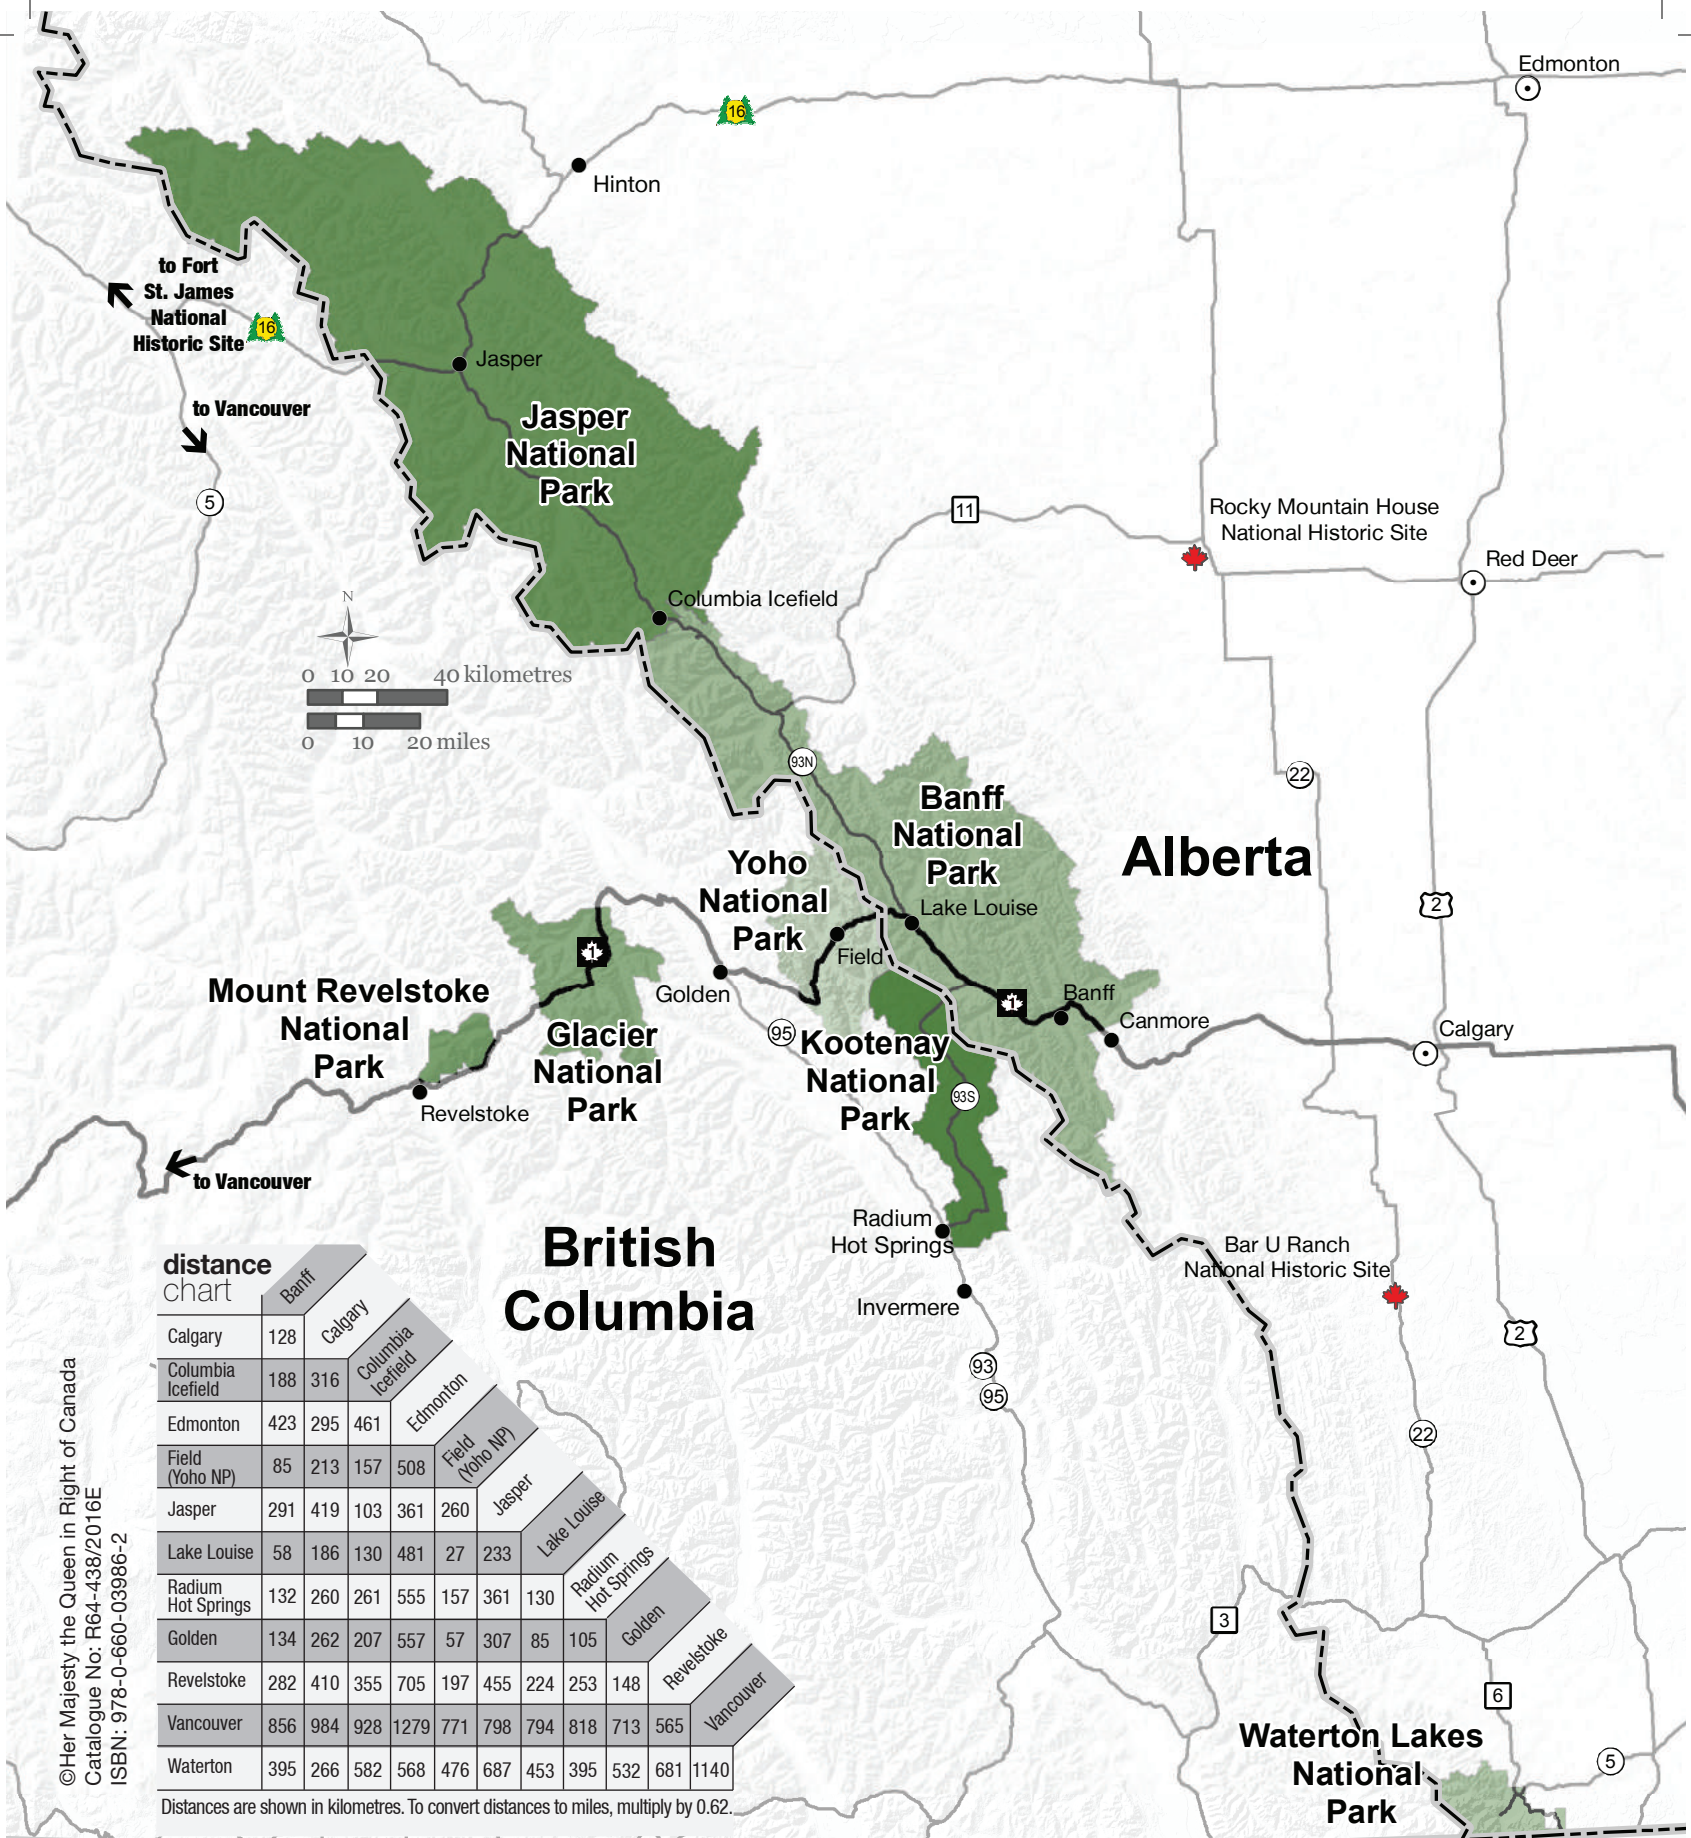 Edmonton
16
Hinton
to Fort
St. James
National
Historic Site
16
Jasper
to Vancouver
Jasper
National
Park
5
11
Rocky Mountain House
National Historic Site
Red Deer
Columbia Icefield
N
0 10 20 40 kilometres
0 10 20 miles
93N
22
Banff
National
Park
Alberta
Yoho
National
Park
2
Lake Louise
Field
1
Golden
Mount Revelstoke
National
Park
1
Banff
Canmore
Calgary
95
Glacier
National
Park
Kootenay
National
Park
93S
Revelstoke
to Vancouver
Radium
Hot Springs
British
Columbia
Bar U Ranch
National Historic Site
Invermere
2
93
95
22
3
6
5
Waterton Lakes
National
Park
distance
chart
Banff
Calgary
Columbia
Icefield
Edmonton
Field
(Yoho NP)
Jasper
Lake Louise
Radium
Hot Springs
Golden
Revelstoke
Vancouver
Calgary 128
Columbia
Icefield 188 316
Edmonton 423 295 461
Field
(Yoho NP) 85 213 157 508
Jasper 291 419 103 361 260
Lake Louise 58 186 130 481 27 233
Radium
Hot Springs 132 260 261 555 157 361 130
Golden 134 262 207 557 57 307 85 105
Revelstoke 282 410 355 705 197 455 224 253 148
Vancouver 856 984 928 1279 771 798 794 818 713 565
Waterton 395 266 582 568 476 687 453 395 532 681 1140
Distances are shown in kilometres. To convert distances to miles, multiply by 0.62.
©Her Majesty the Queen in Right of Canada
Catalogue No: R64-438/2016E
ISBN: 978-0-660-03986-2